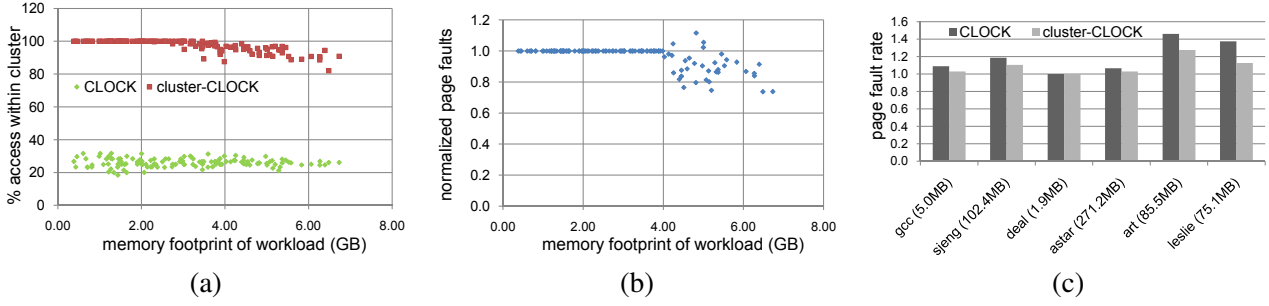 % access within cluster
120
100
80
60
40
20
0
CLOCK
cluster-CLOCK
0.00 2.00 4.00 6.00 8.00
memory footprint of workload (GB)
(a)
normalized page faults
1.2
1.0
0.8
0.6
0.4
0.2
0.0
0.00 2.00 4.00 6.00 8.00
memory footprint of workload (GB)
(b)
page fault rate
1.6
1.4
1.2
1.0
0.8
0.6
0.4
0.2
0.0
CLOCK
cluster-CLOCK
gcc (5.0MB)
sjeng (102.4MB)
deal (1.9MB)
astar (271.2MB)
art (85.5MB)
leslie (75.1MB)
(c)